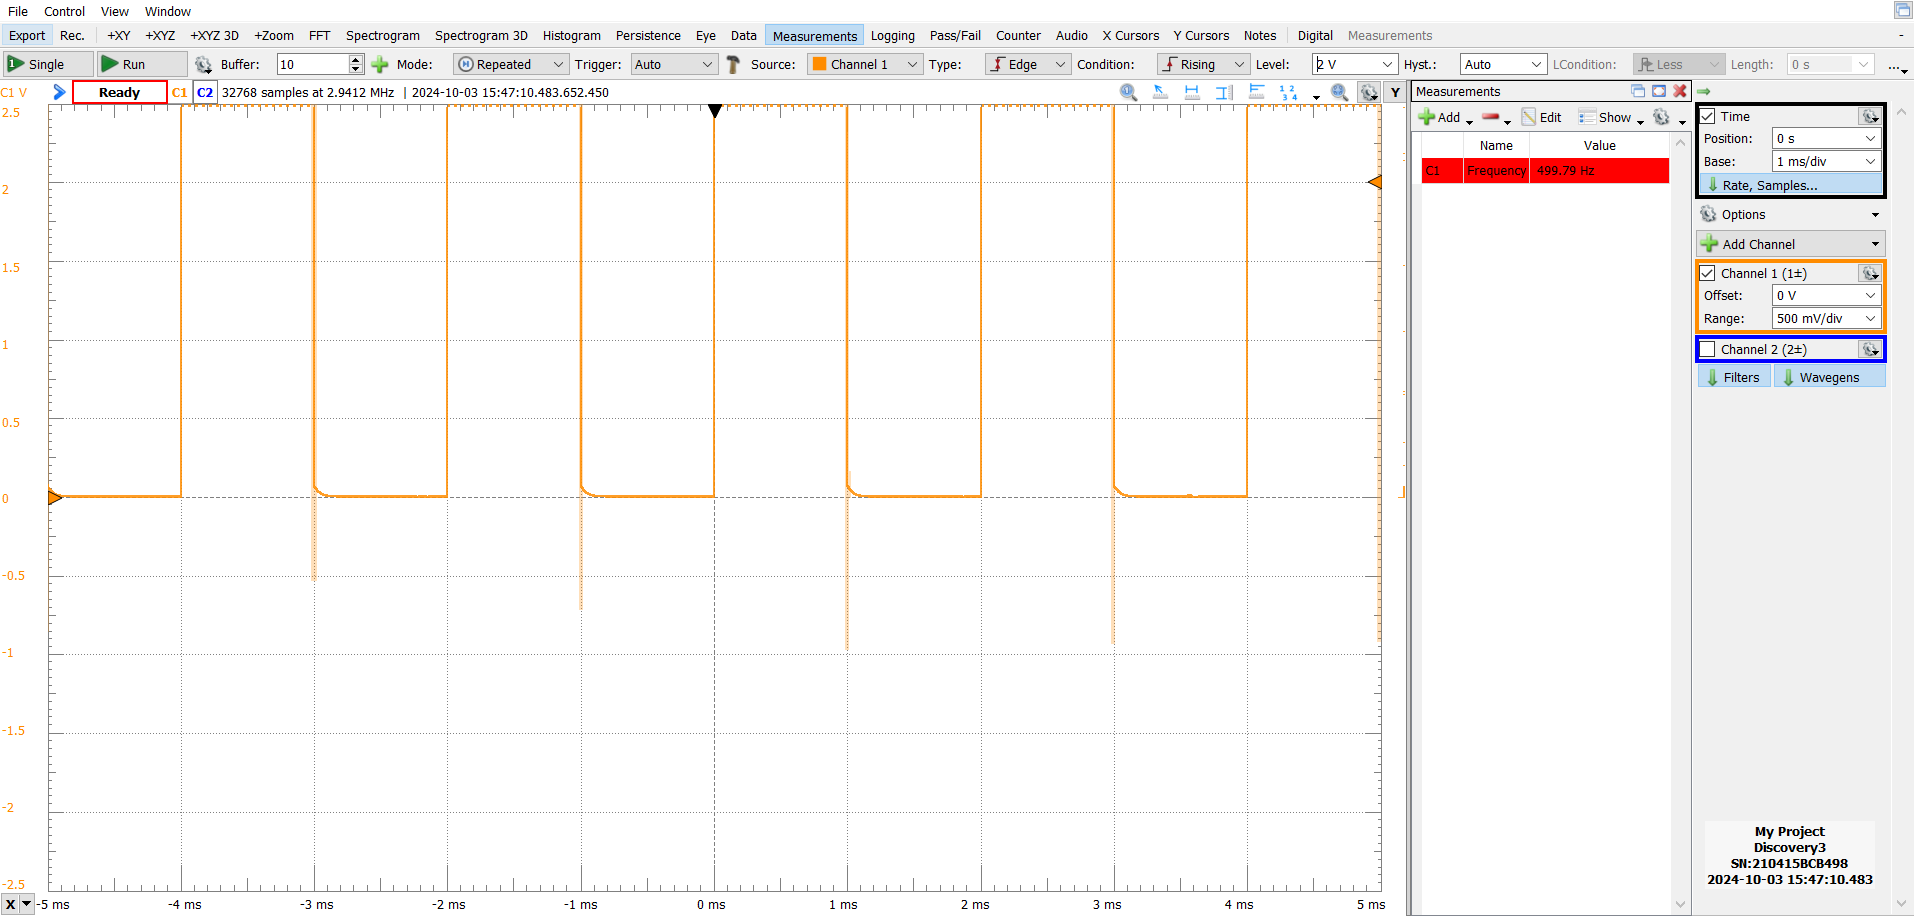 File Control View Window
Export Rec. +XY +XYZ +XYZ 3D +Zoom FFT Spectrogram Spectrogram 3D Histogram Persistence Eye Data Measurements Logging Pass/Fail Counter Audio X Cursors Y Cursors Notes Digital Measurements
Single Run Buffer: 10 Mode: Repeated Trigger: Auto Source: Channel 1 Type: Edge Condition: Rising Level: 2 V Hyst.: Auto LCondition: Less Length: 0 s ...
C1 V Ready C1 C2 32768 samples at 2.9412 MHz | 2024-10-03 15:47:10.483.652.450 1 2 3 4 Y
2.5
2
1.5
1
0.5
0
-0.5
-1
-1.5
-2
-2.5
X -5 ms -4 ms -3 ms -2 ms -1 ms 0 ms 1 ms 2 ms 3 ms 4 ms 5 ms
Measurements
Add Edit Show
Name Value
C1 Frequency 499.79 Hz
Time
Position: 0 s
Base: 1 ms/div
Rate, Samples...
Options
Add Channel
Channel 1 (1±)
Offset: 0 V
Range: 500 mV/div
Channel 2 (2±)
Filters Wavegens
My Project
Discovery3
SN:210415BCB498
2024-10-03 15:47:10.483